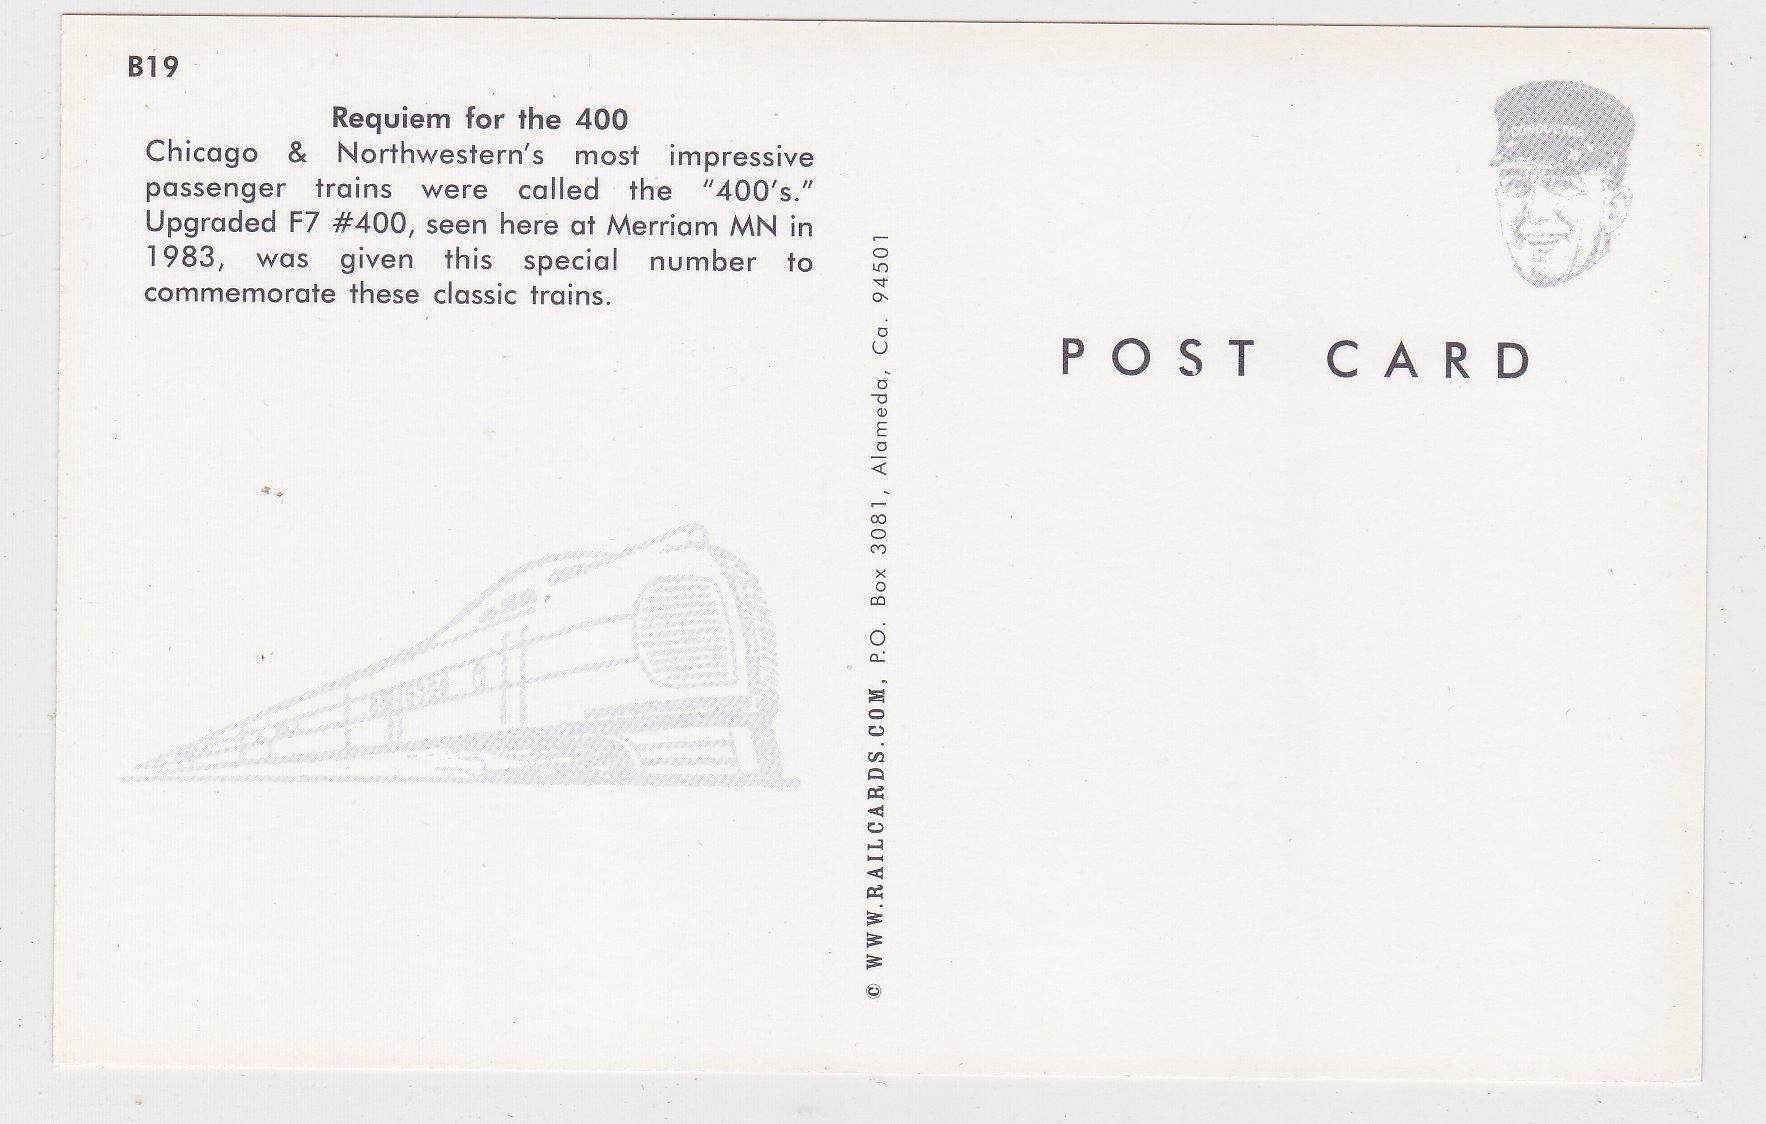 B19
Requiem for the 400
Chicago & Northwestern's most impressive
passenger trains were called the "400's."
Upgraded F7 #400, seen here at Merriam MN in
1983, was given this special number to
commemorate these classic trains.
© WWW.RAILCARDS.COM, P.O. Box 3081, Alameda, Ca. 94501
CONDUCTOR
POST CARD